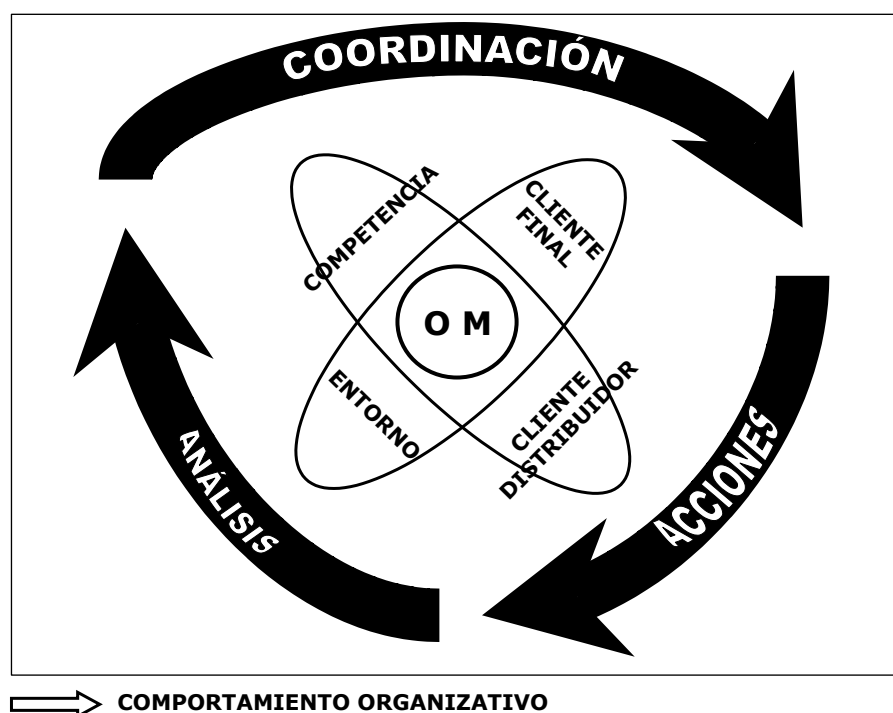 COORDINACIÓN
COMPETENCIA
CLIENTE
FINAL
O M
ENTORNO
CLIENTE
DISTRIBUIDOR
ANÁLISIS
ACCIONES
COMPORTAMIENTO ORGANIZATIVO